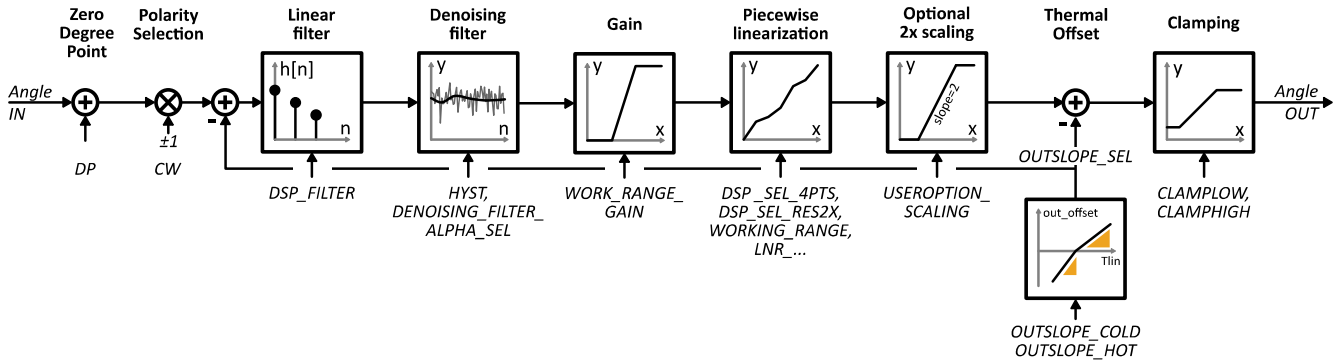 Zero
Degree
Point
Polarity
Selection
Linear
filter
Denoising
filter
Gain
Piecewise
linearization
Optional
2x scaling
Thermal
Offset
Clamping
Angle
IN
+
DP
×
±1
CW
+
-
h[n]
n
DSP_FILTER
y
n
HYST,
DENOISING_FILTER_
ALPHA_SEL
y
x
WORK_RANGE_
GAIN
y
x
DSP _SEL_4PTS,
DSP_SEL_RES2X,
WORKING_RANGE,
LNR_...
y
slope=2
x
USEROPTION_
SCALING
+
-
OUTSLOPE_SEL
out_offset
Tlin
OUTSLOPE_COLD
OUTSLOPE_HOT
y
x
CLAMPLOW,
CLAMPHIGH
Angle
OUT